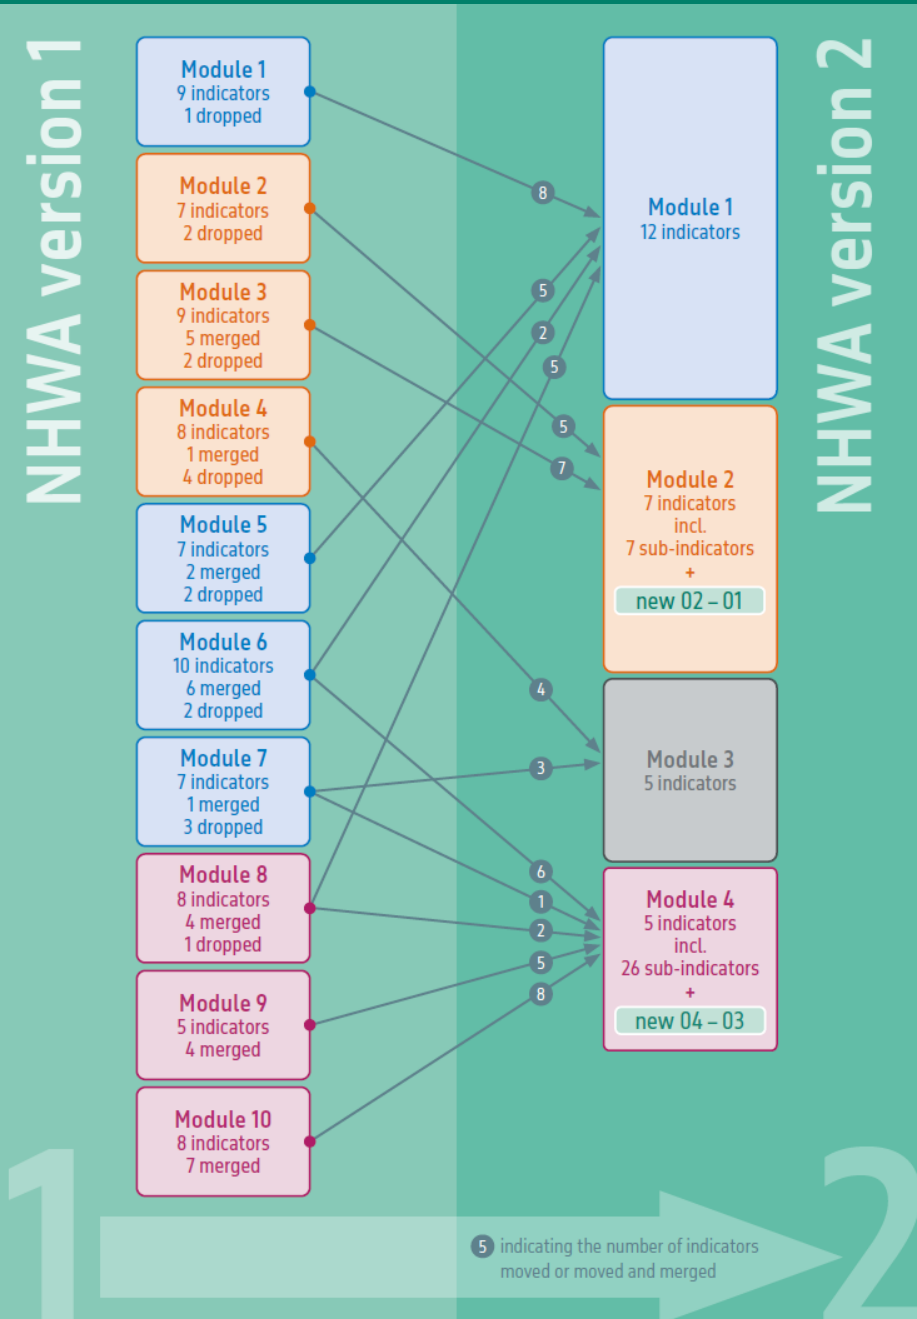 NHWA version 1
Module 1
9 indicators
1 dropped
Module 2
7 indicators
2 dropped
Module 3
9 indicators
5 merged
2 dropped
Module 4
8 indicators
1 merged
4 dropped
Module 5
7 indicators
2 merged
2 dropped
Module 6
10 indicators
6 merged
2 dropped
Module 7
7 indicators
1 merged
3 dropped
Module 8
8 indicators
4 merged
1 dropped
Module 9
5 indicators
4 merged
Module 10
8 indicators
7 merged
8
5
2
5
5
7
4
3
6
1
2
5
8
Module 1
12 indicators
Module 2
7 indicators
incl.
7 sub-indicators
+
new 02 – 01
Module 3
5 indicators
Module 4
5 indicators
incl.
26 sub-indicators
+
new 04 – 03
NHWA version 2
1
5 indicating the number of indicators
moved or moved and merged
2